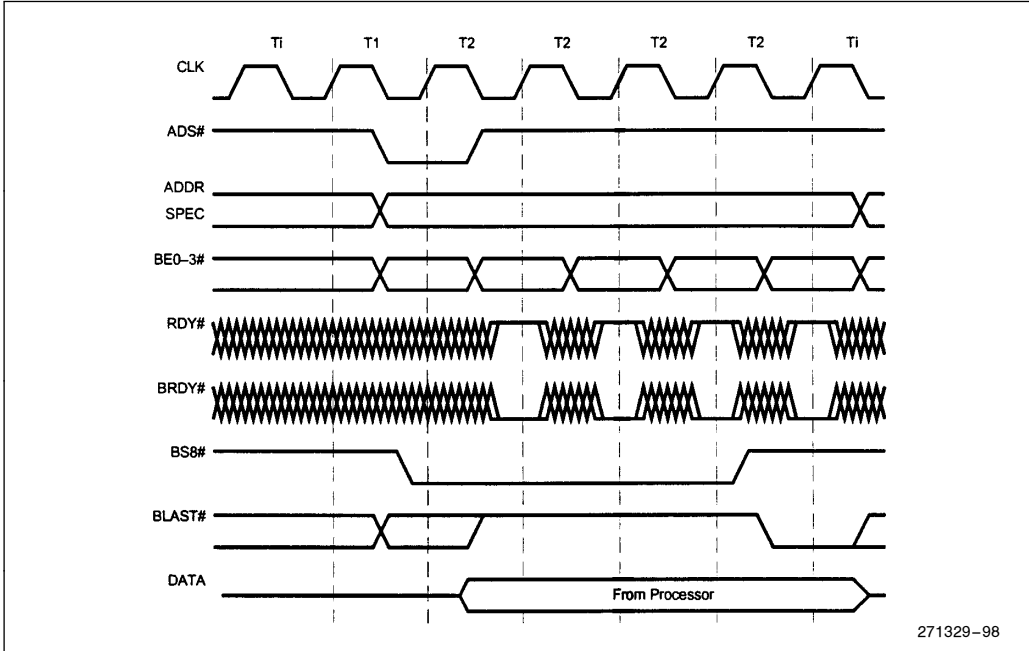 Ti T1 T2 T2 T2 T2 Ti
CLK
ADS#
ADDR
SPEC
BE0–3#
RDY#
BRDY#
BS8#
BLAST#
DATA
From Processor
271329–98